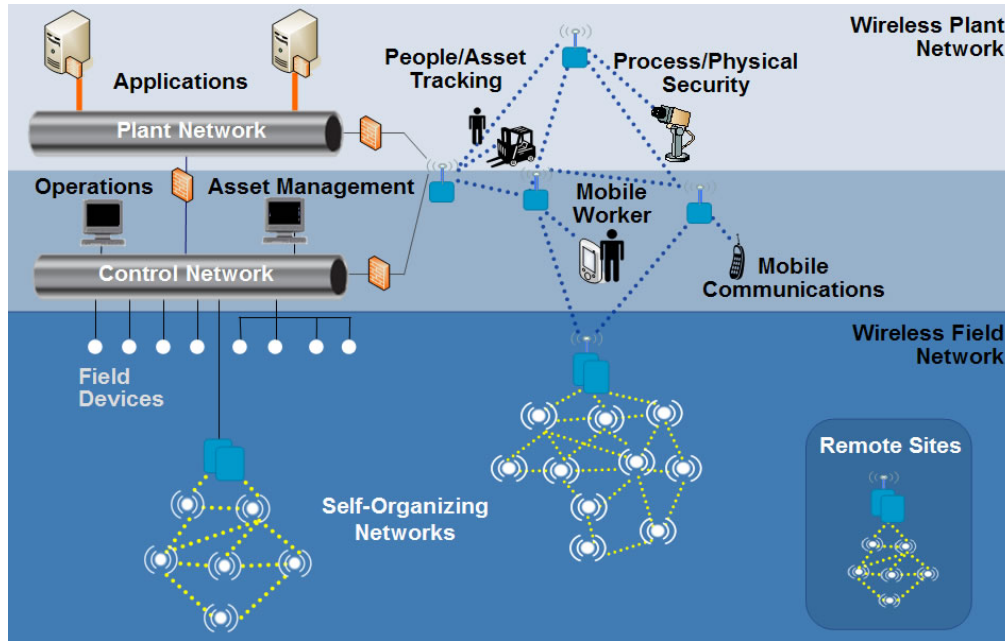 Wireless Plant
Network
People/Asset
Tracking
Process/Physical
Security
Applications
Plant Network
Operations
Asset Management
Mobile
Worker
Control Network
Mobile
Communications
Wireless Field
Network
Field
Devices
Remote Sites
Self-Organizing
Networks